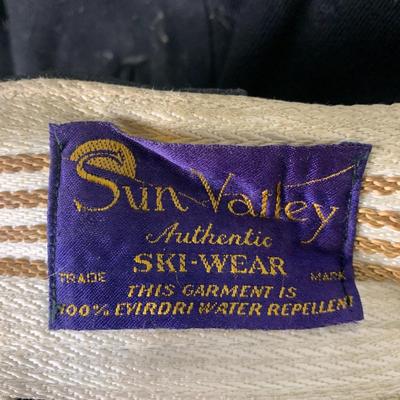 Sun Valley
Authentic
SKI-WEAR
TRADE MARK
THIS GARMENT IS
100% EVIRDRI WATER REPELLENT